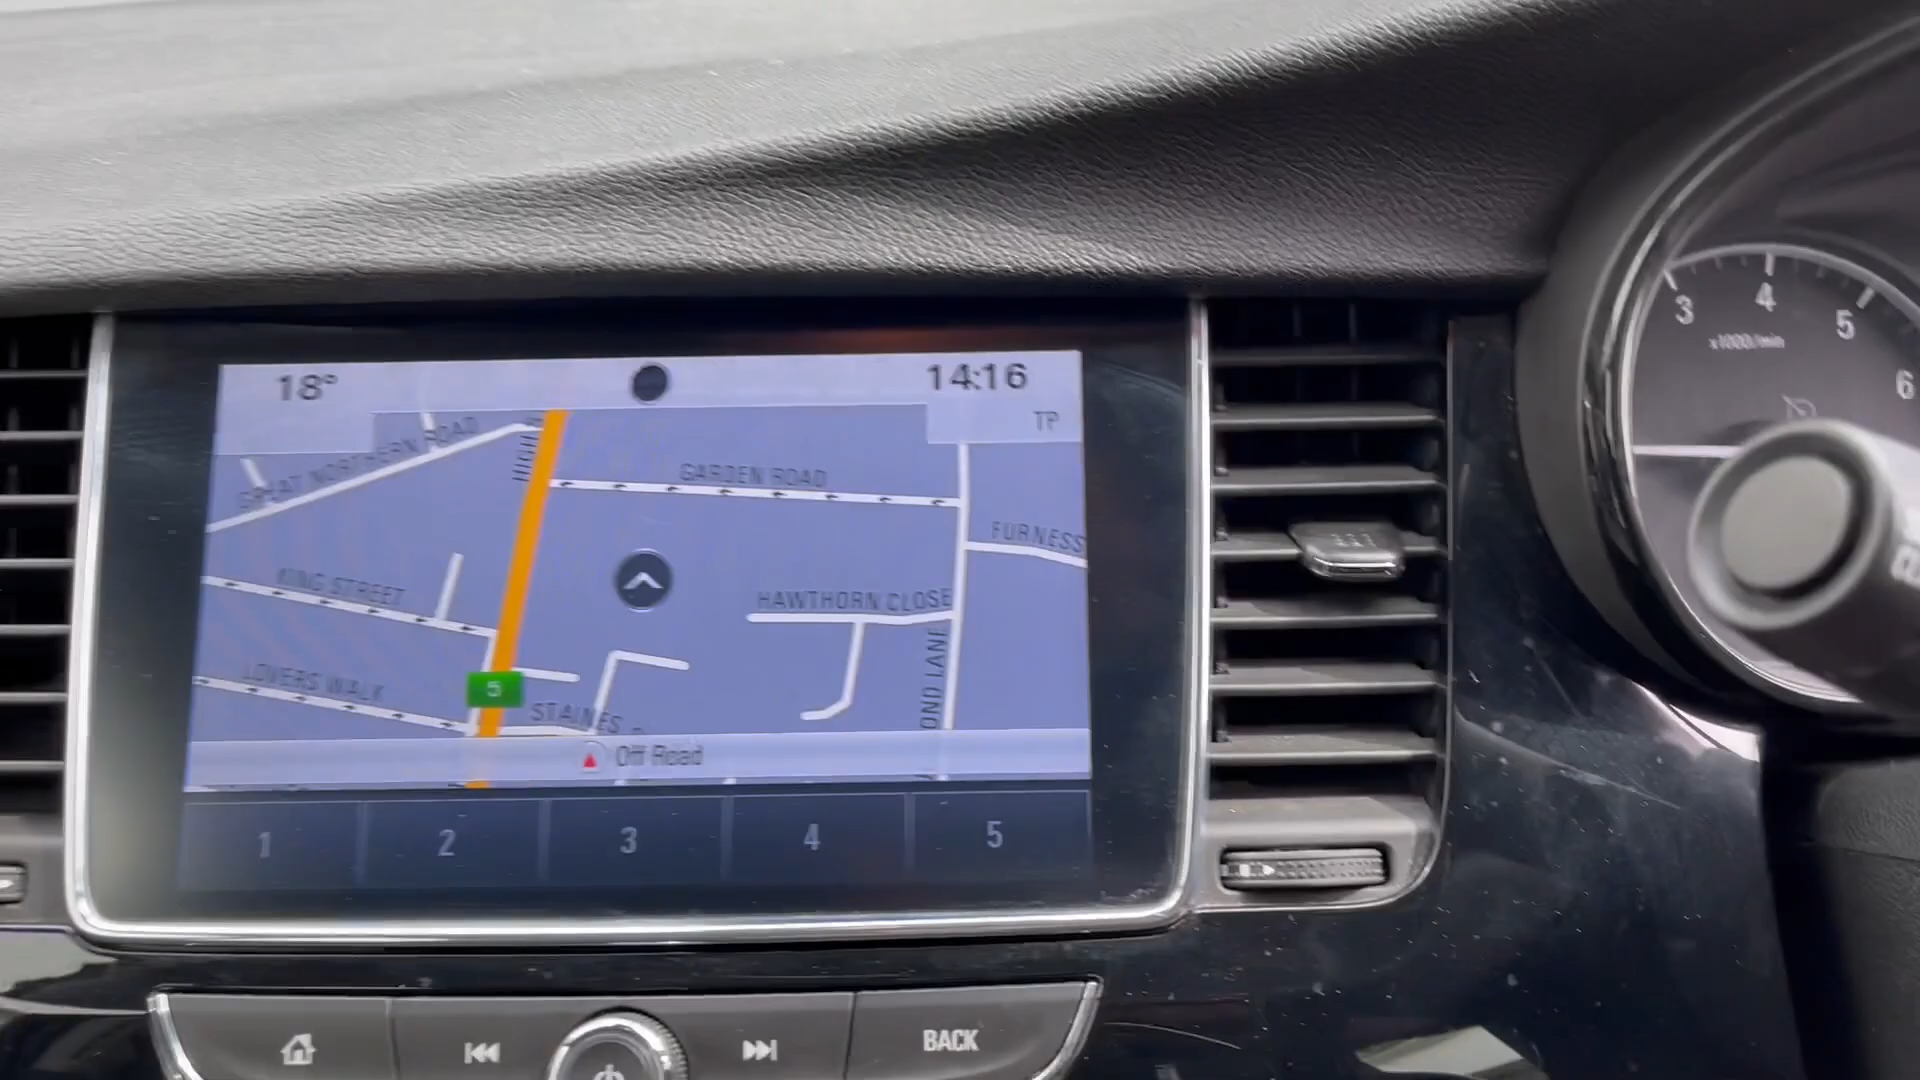 18°
14:16
TP
GREAT NORTHERN ROAD
HIGH S
GARDEN ROAD
FURNESS
KING STREET
HAWTHORN CLOSE
OND LANE
LOVERS WALK
5
STAINES
Off Road
1
2
3
4
5
BACK
3
4
5
6
x1000/min